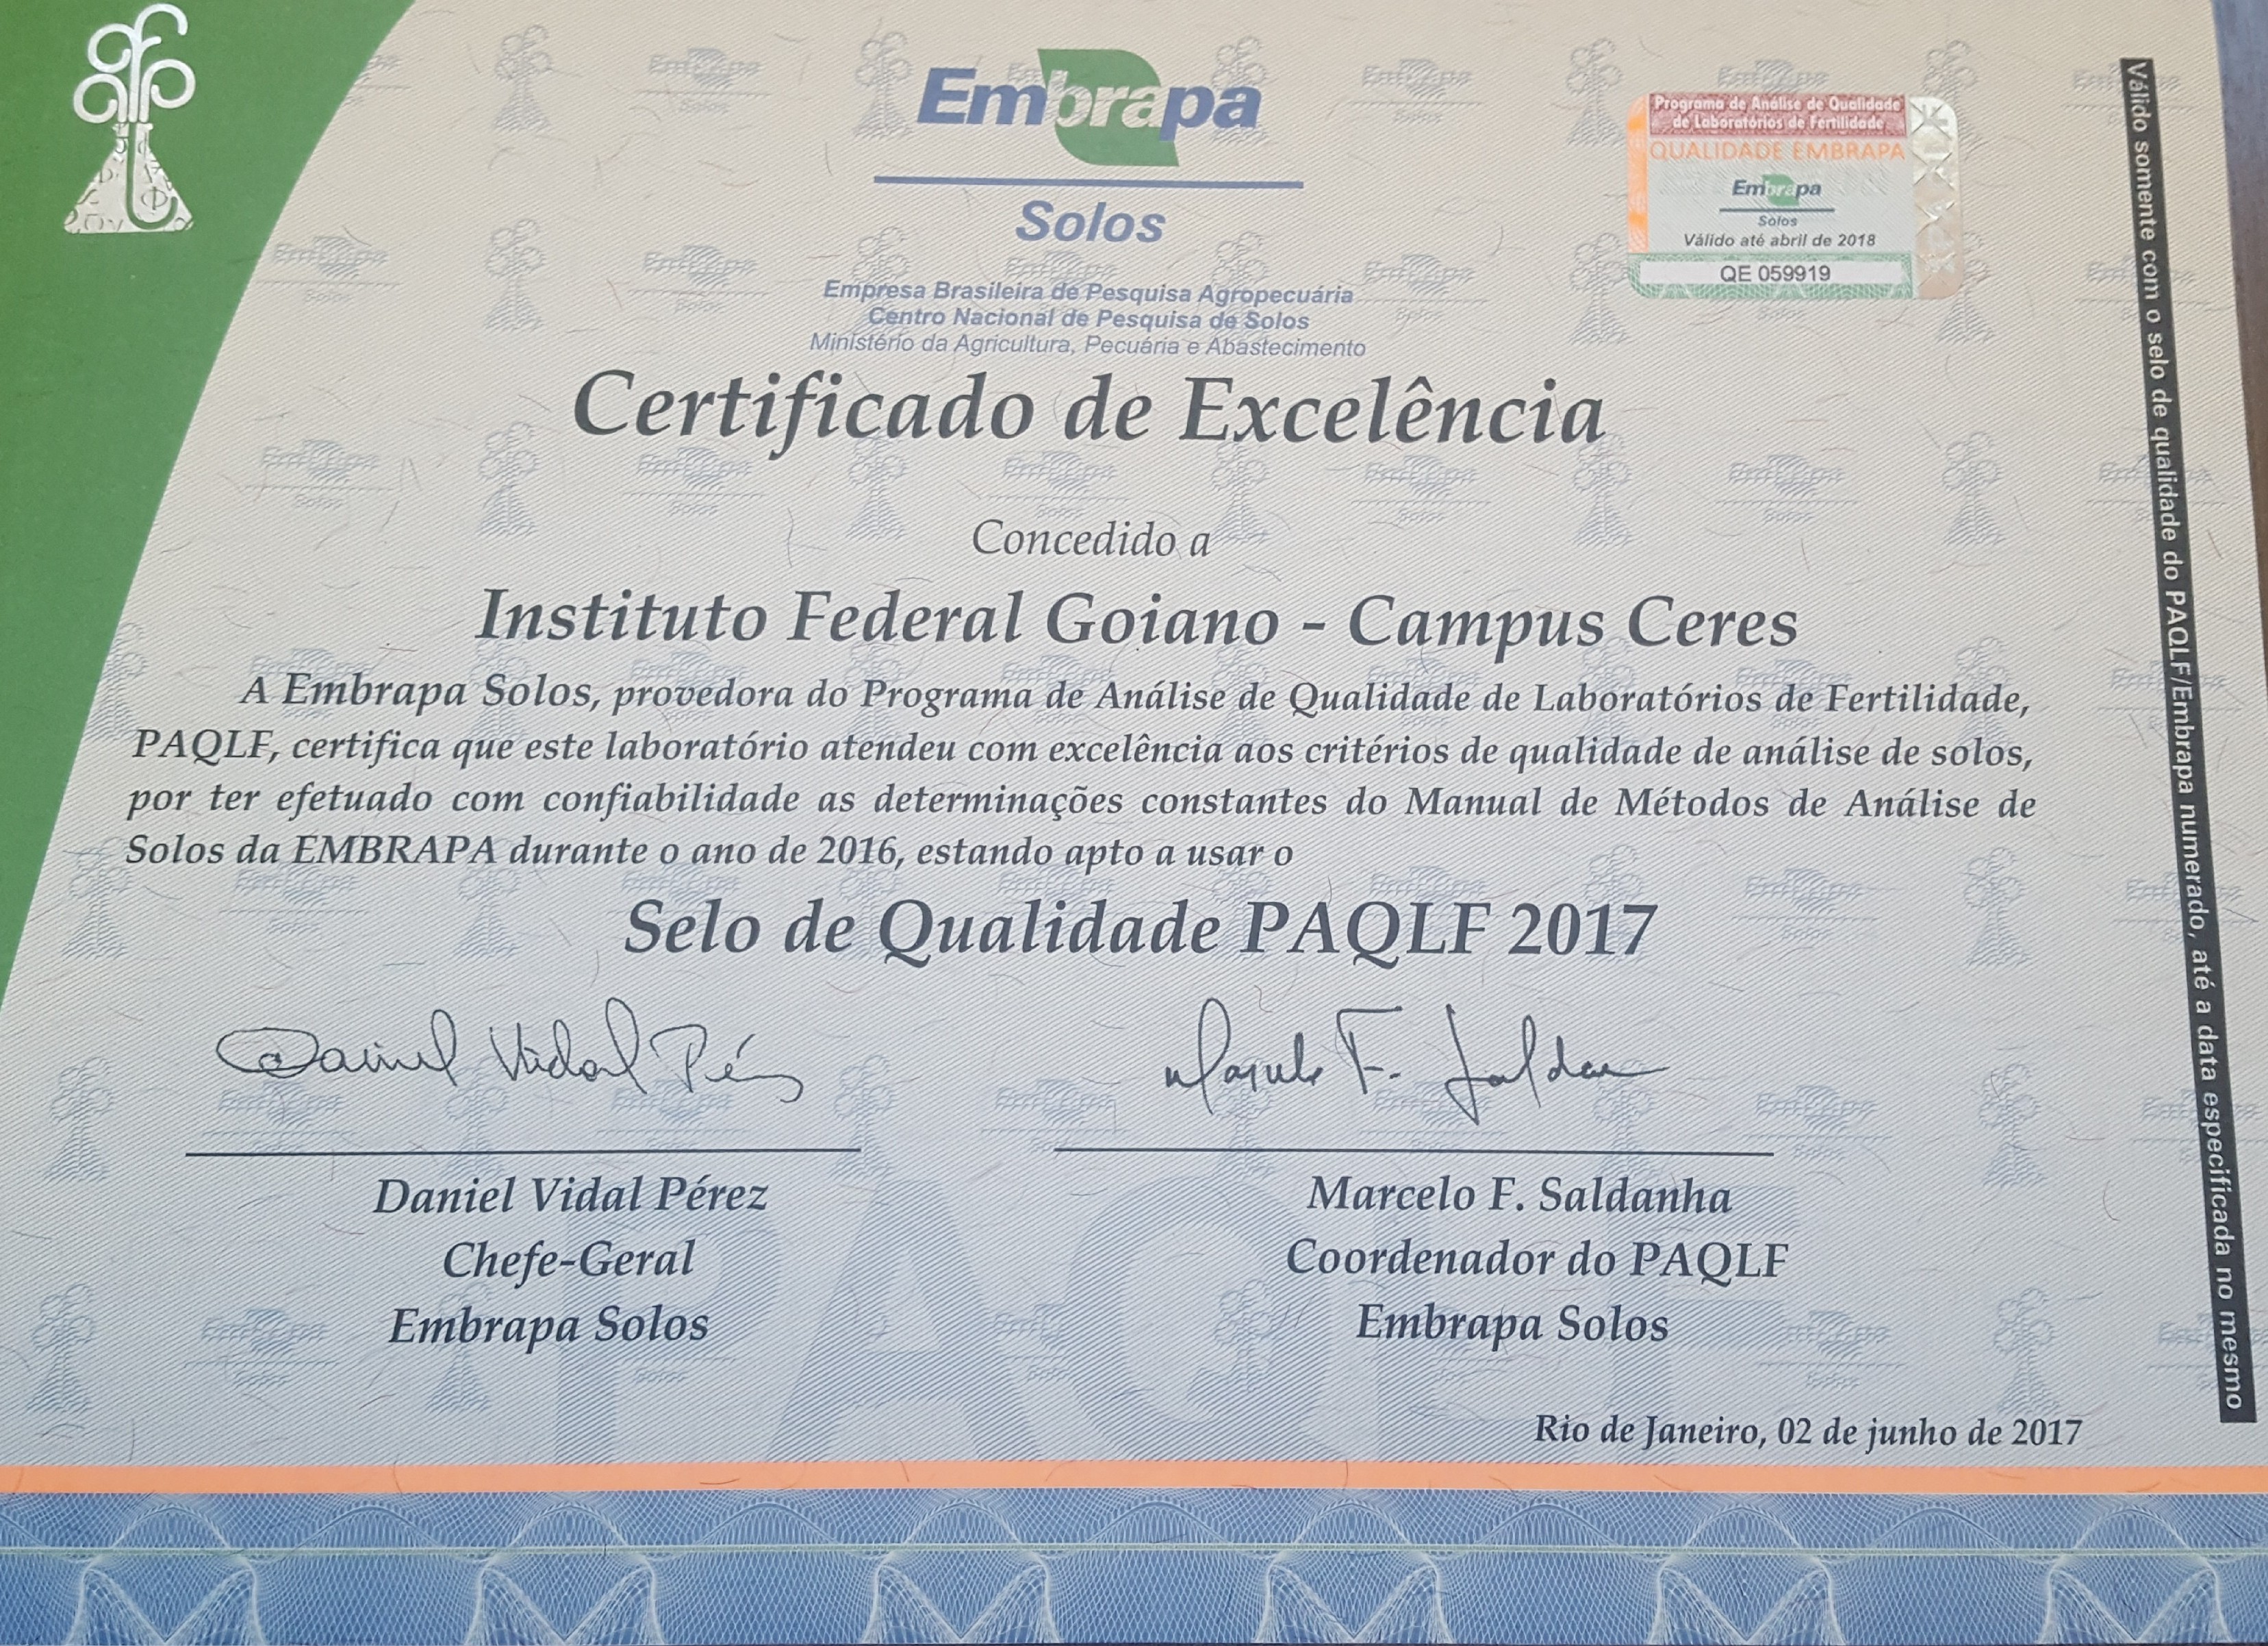 Embrapa
Solos
Empresa Brasileira de Pesquisa Agropecuária
Centro Nacional de Pesquisa de Solos
Ministério da Agricultura, Pecuária e Abastecimento
Programa de Análise de Qualidade
de Laboratórios de Fertilidade
QUALIDADE EMBRAPA
Embrapa
Solos
Válido até abril de 2018
QE 059919
Certificado de Excelência
Concedido a
Instituto Federal Goiano - Campus Ceres
A Embrapa Solos, provedora do Programa de Análise de Qualidade de Laboratórios de Fertilidade,
PAQLF, certifica que este laboratório atendeu com excelência aos critérios de qualidade de análise de solos,
por ter efetuado com confiabilidade as determinações constantes do Manual de Métodos de Análise de
Solos da EMBRAPA durante o ano de 2016, estando apto a usar o
Selo de Qualidade PAQLF 2017
Daniel Vidal Pérez
Chefe-Geral
Embrapa Solos
Marcelo F. Saldanha
Coordenador do PAQLF
Embrapa Solos
Rio de Janeiro, 02 de junho de 2017
Válido somente com o selo de qualidade do PAQLF/Embrapa numerado, até a data especificada no mesmo